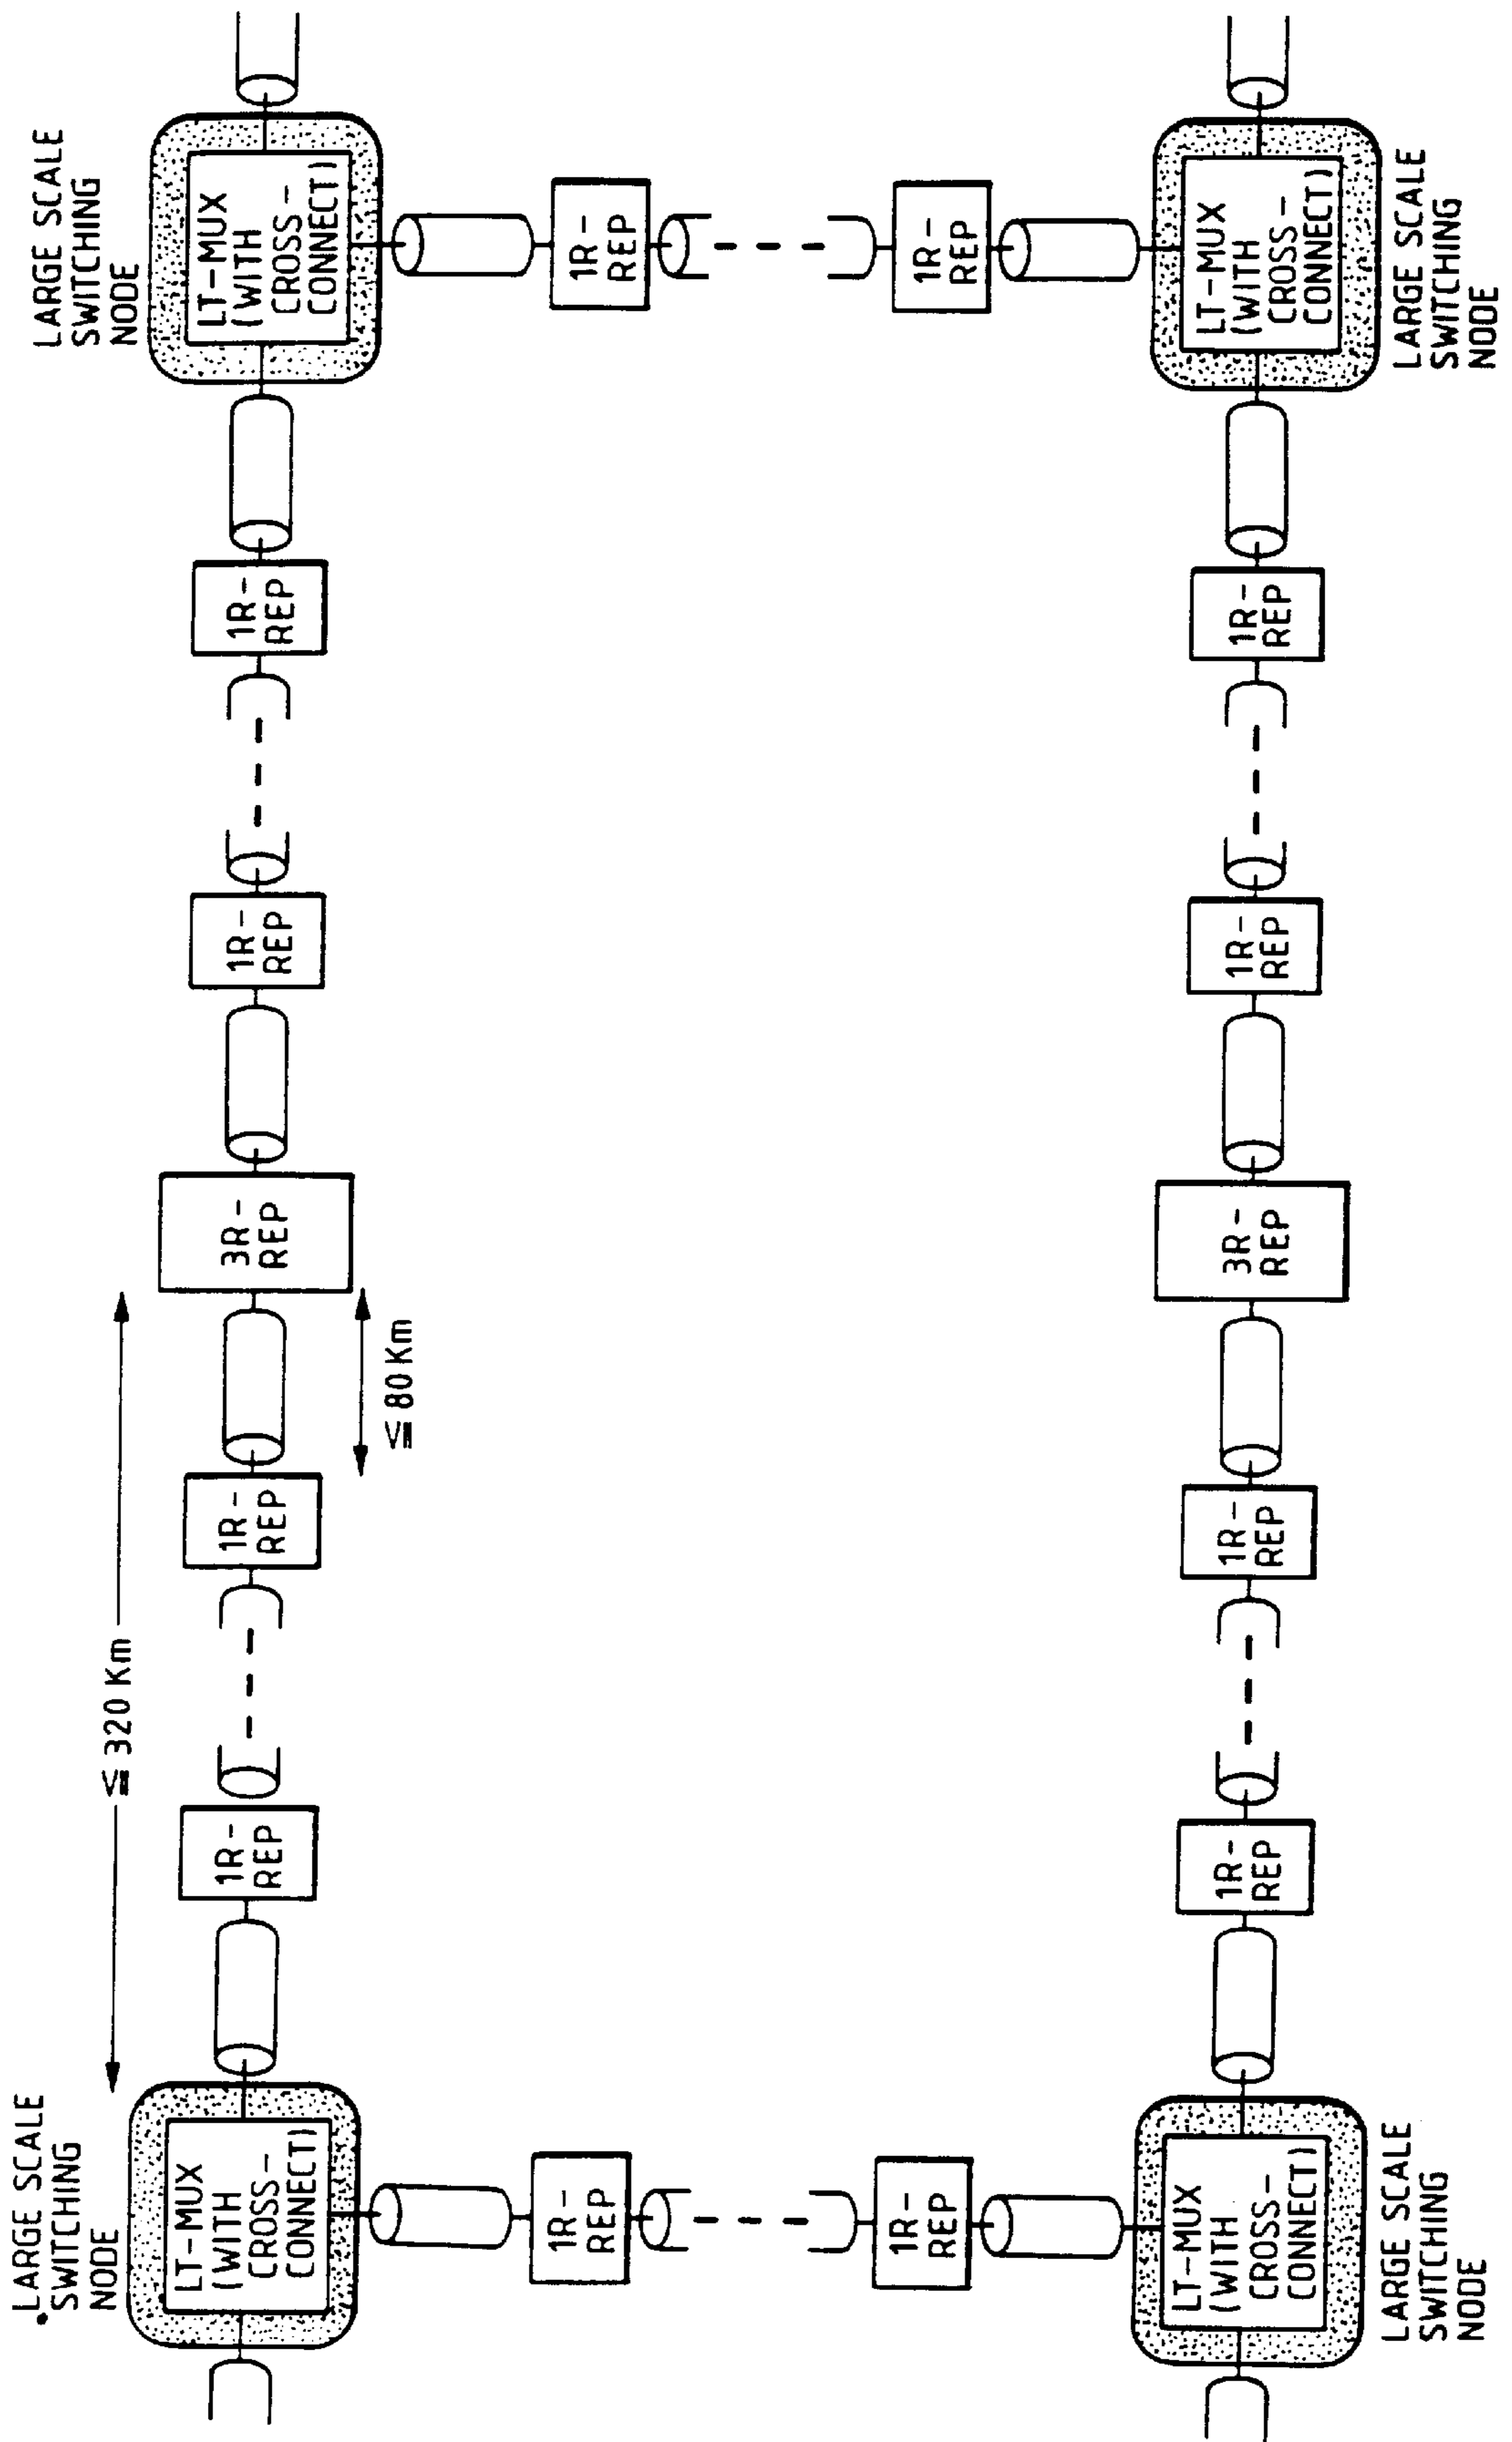 LARGE SCALE
SWITCHING
NODE
≦ 320 Km
LARGE SCALE
SWITCHING
NODE
LT-MUX
(WITH
CROSS-
CONNECT)
1R-
REP
1R-
REP
3R-
REP
1R-
REP
1R-
REP
LT-MUX
(WITH
CROSS-
CONNECT)
≦ 80 Km
1R-
REP
1R-
REP
1R-
REP
1R-
REP
LT-MUX
(WITH
CROSS-
CONNECT)
1R-
REP
1R-
REP
3R-
REP
1R-
REP
1R-
REP
LT-MUX
(WITH
CROSS-
CONNECT)
LARGE SCALE
SWITCHING
NODE
LARGE SCALE
SWITCHING
NODE